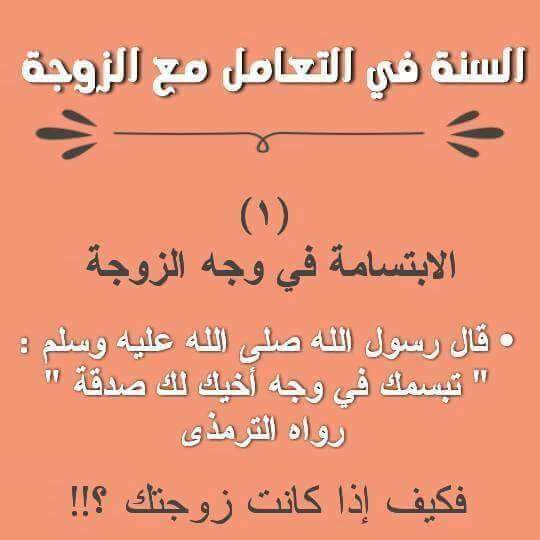 السنة في التعامل مع الزوجة
(١)
الابتسامة في وجه الزوجة
• قال رسول الله صلى الله عليه وسلم :
" تبسمك في وجه أخيك لك صدقة "
رواه الترمذى
فكيف إذا كانت زوجتك ؟!!